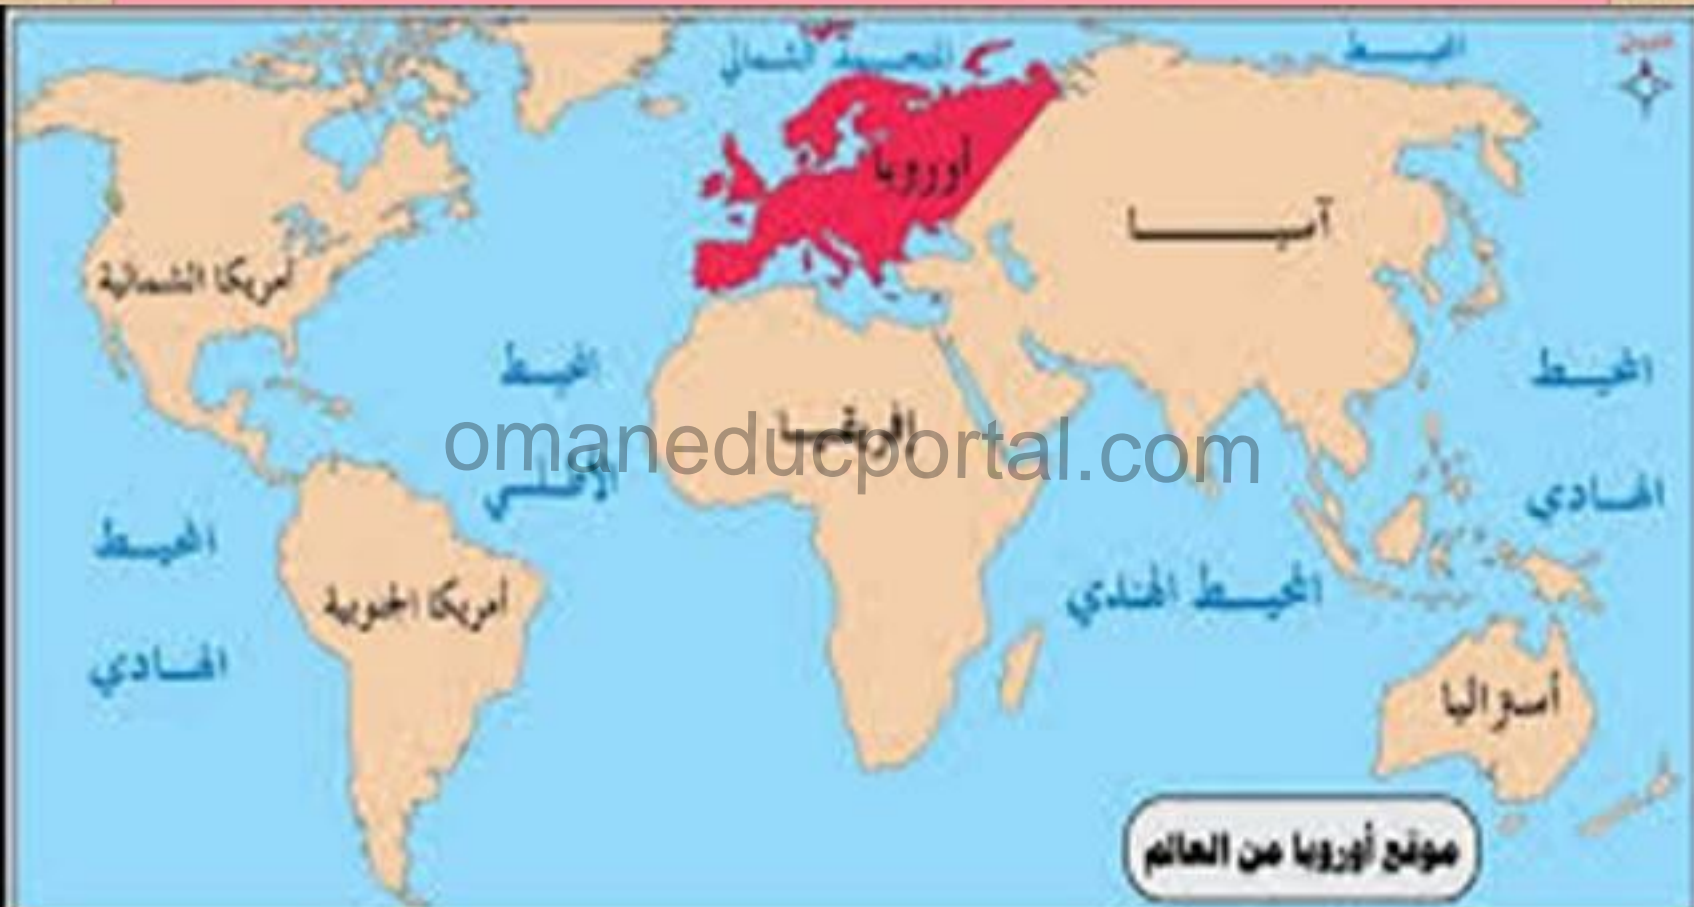 المحيط
المتجمد الشمالي
أوروبا
آسيا
أمريكا الشمالية
المحيط
الأطلسي
المحيط
الهادي
إفريقيا
omaneducportal.com
المحيط
الهادي
أمريكا الجنوبية
المحيط الهندي
أستراليا
موقع أوروبا من العالم